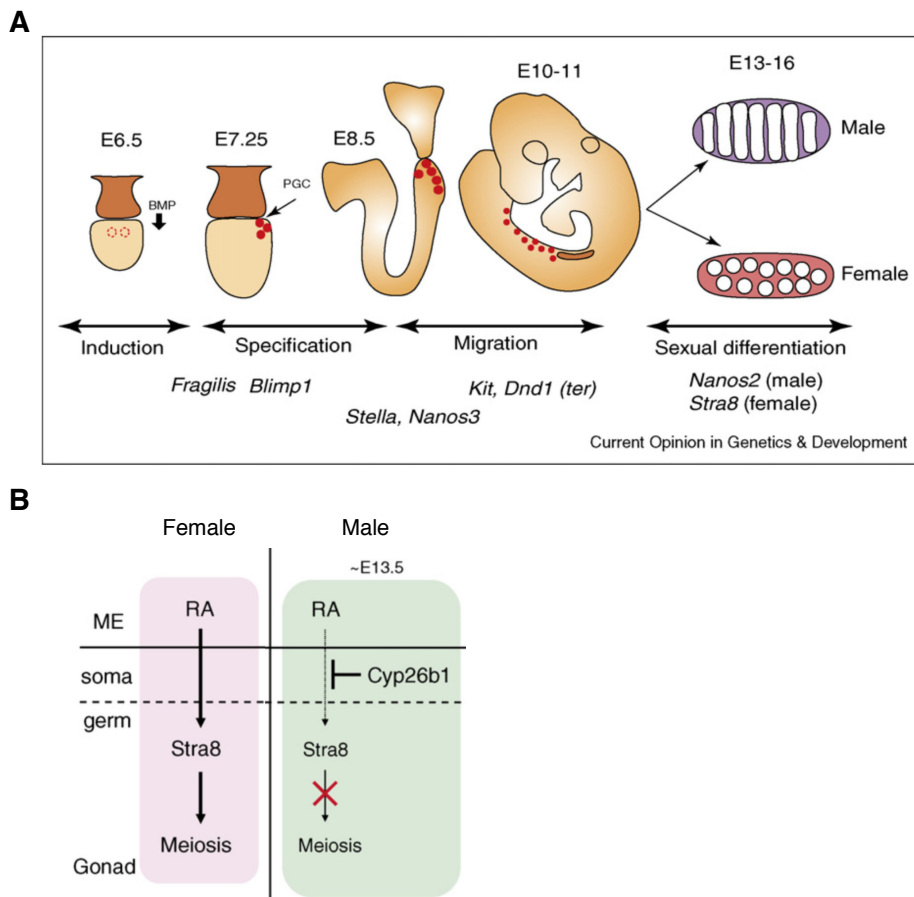 A
E6.5
E7.25
E8.5
E10-11
E13-16
BMP
PGC
Male
Female
Induction
Specification
Migration
Sexual differentiation
Fragilis Blimp1
Stella, Nanos3
Kit, Dnd1 (ter)
Nanos2 (male)
Stra8 (female)
Current Opinion in Genetics & Development
B
Female
Male
~E13.5
ME
RA
RA
soma
Cyp26b1
germ
Stra8
Stra8
Meiosis
Meiosis
Gonad